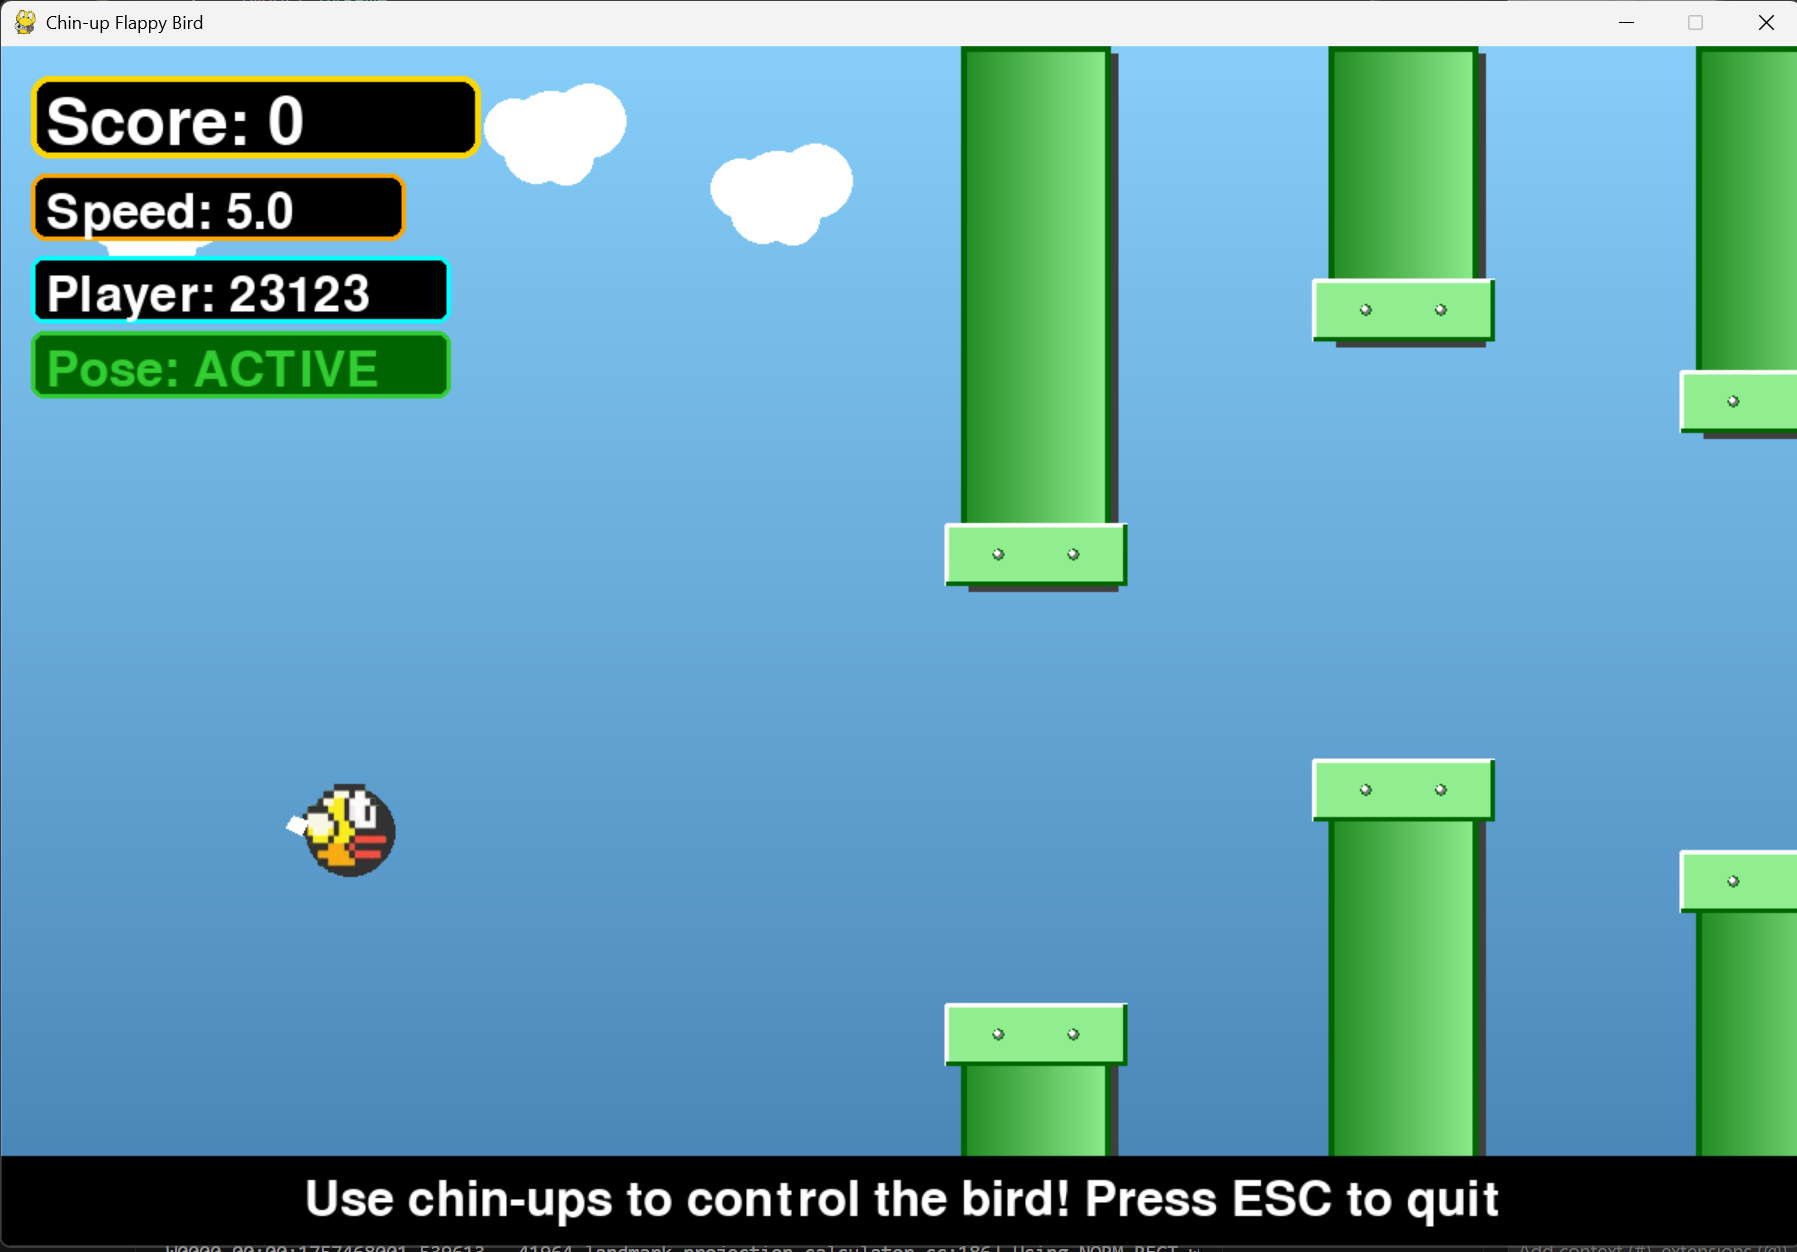 Chin-up Flappy Bird
Score: 0
Speed: 5.0
Player: 23123
Pose: ACTIVE
Use chin-ups to control the bird! Press ESC to quit